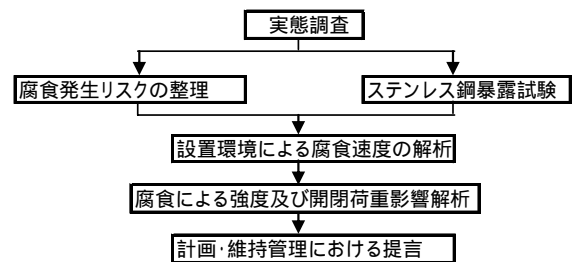 実態調査
腐食発生リスクの整理
ステンレス鋼暴露試験
設置環境による腐食速度の解析
腐食による強度及び開閉荷重影響解析
計画･維持管理における提言